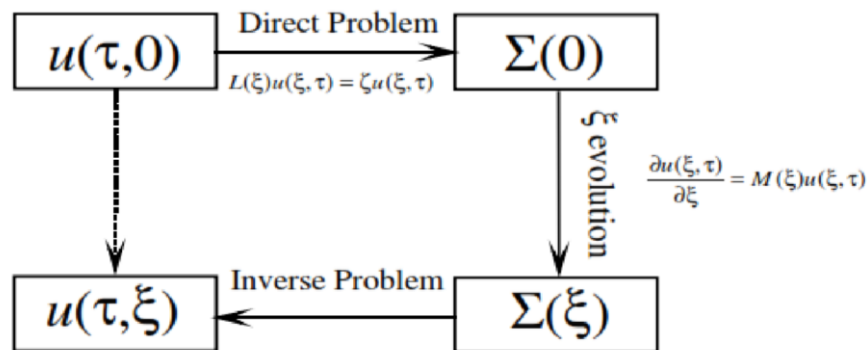 Direct Problem
u(τ,0)
Σ(0)
L(ξ)u(ξ,τ) = ζu(ξ,τ)
ξ evolution
∂u(ξ,τ)/∂ξ = M(ξ)u(ξ,τ)
Inverse Problem
u(τ,ξ)
Σ(ξ)